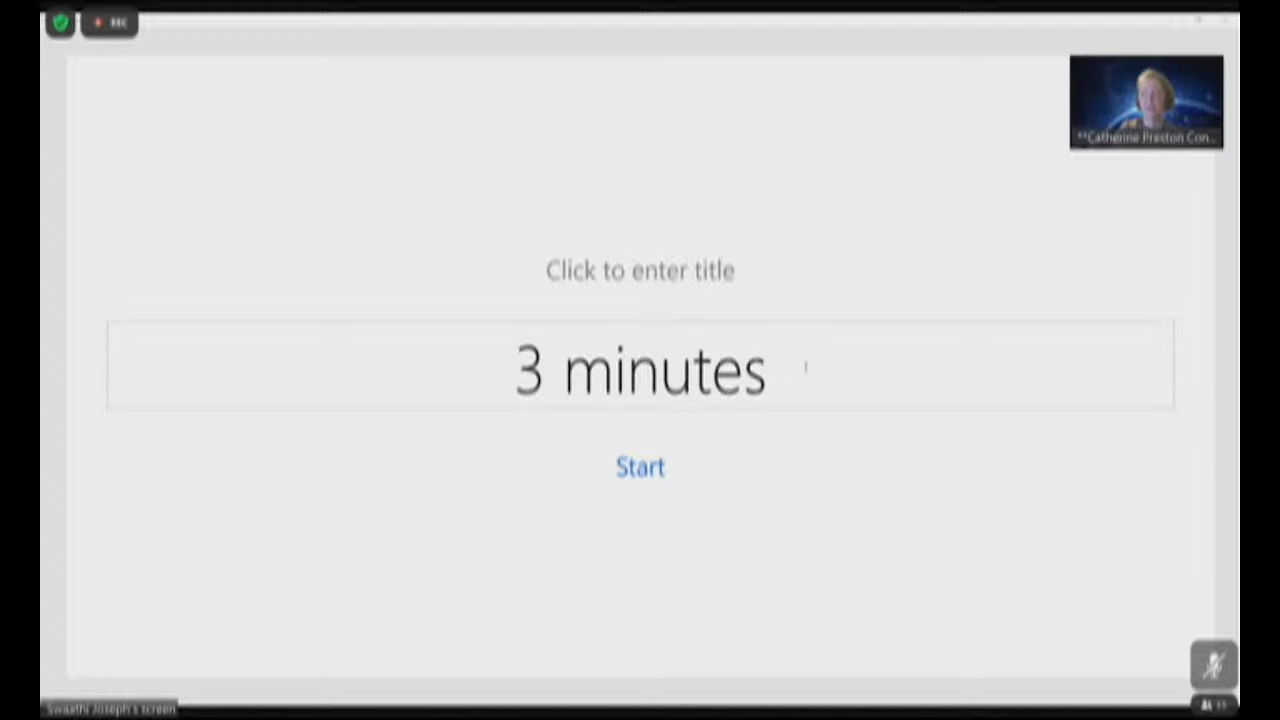 REC
**Catherine Preston Con...
Click to enter title
3 minutes
Start
Swaathi Joseph's screen